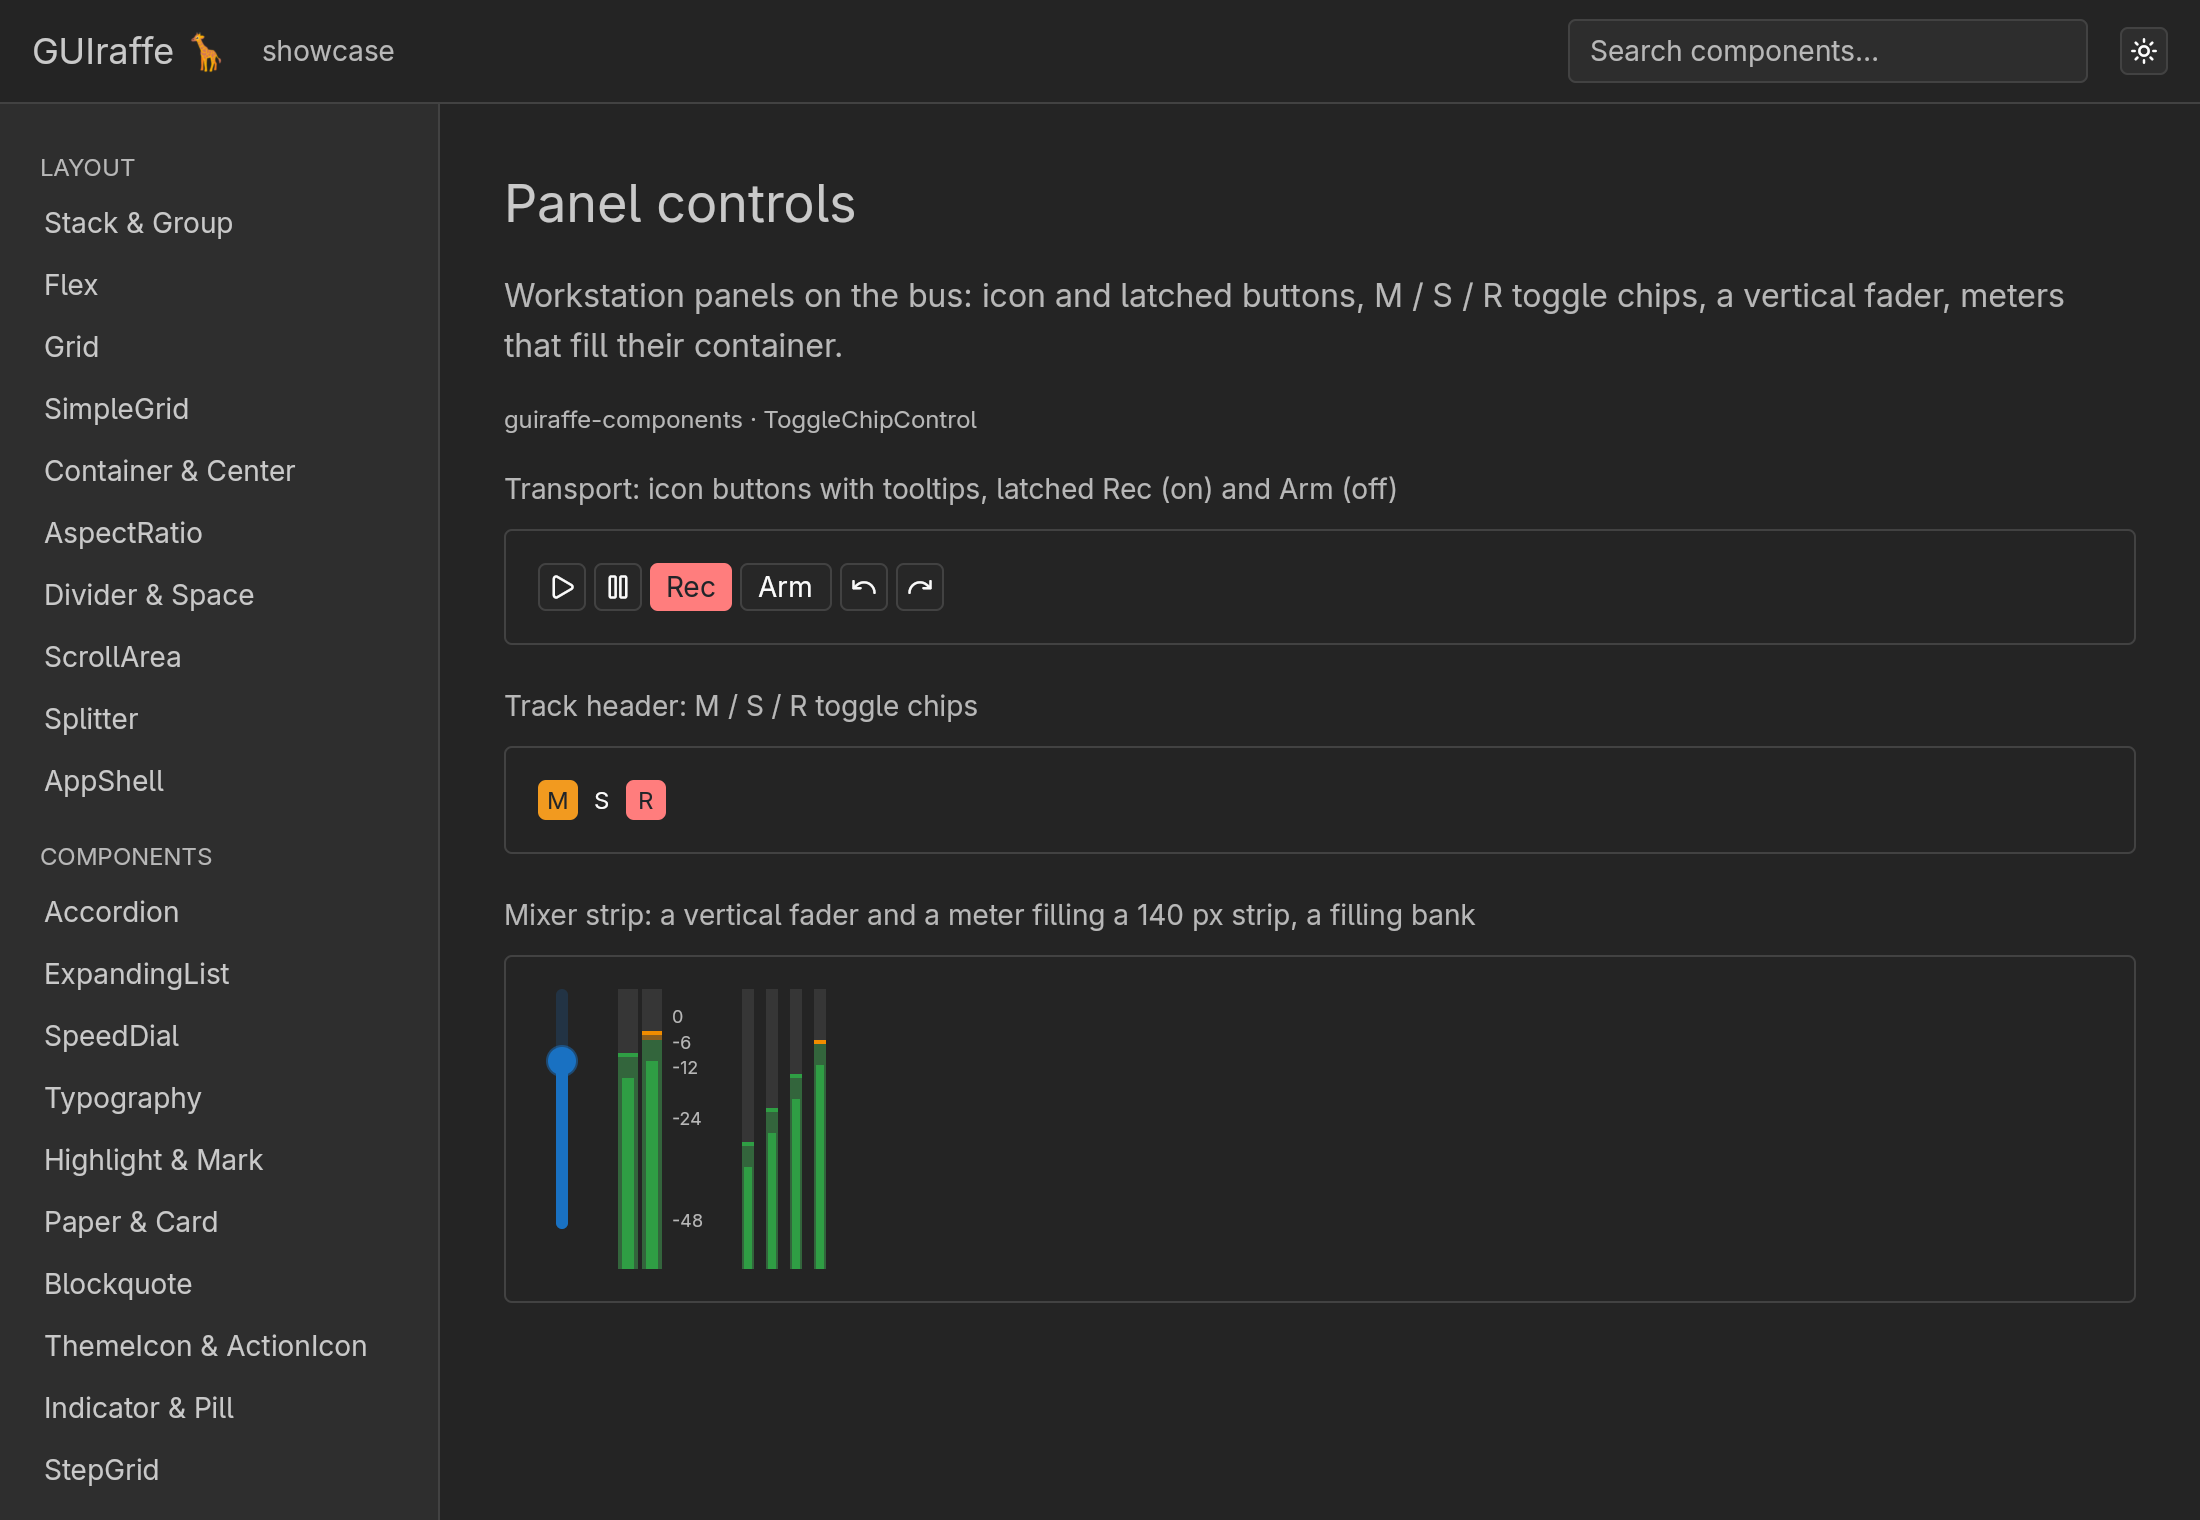 GUIraffe showcase
Search components...
LAYOUT
Stack & Group
Flex
Grid
SimpleGrid
Container & Center
AspectRatio
Divider & Space
ScrollArea
Splitter
AppShell
COMPONENTS
Accordion
ExpandingList
SpeedDial
Typography
Highlight & Mark
Paper & Card
Blockquote
ThemeIcon & ActionIcon
Indicator & Pill
StepGrid
Panel controls
Workstation panels on the bus: icon and latched buttons, M / S / R toggle chips, a vertical fader, meters
that fill their container.
guiraffe-components · ToggleChipControl
Transport: icon buttons with tooltips, latched Rec (on) and Arm (off)
Rec Arm
Track header: M / S / R toggle chips
M S R
Mixer strip: a vertical fader and a meter filling a 140 px strip, a filling bank
0
-6
-12
-24
-48